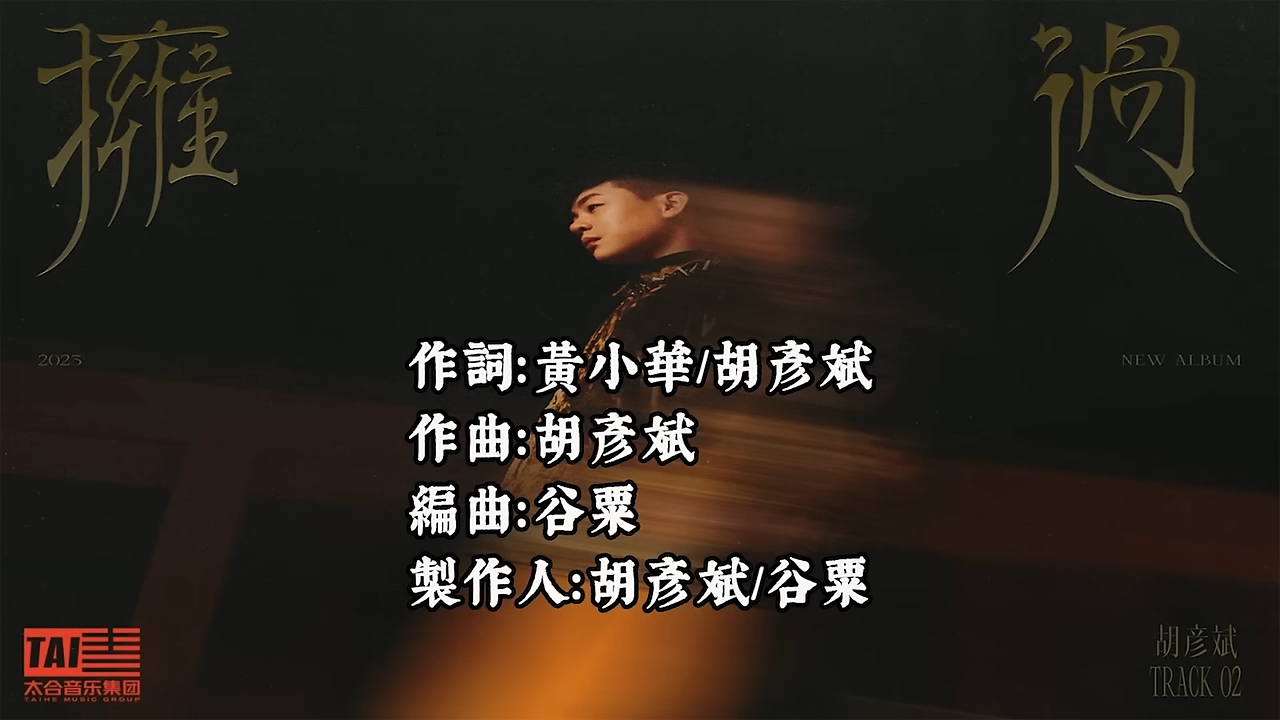 擁 過
2023
NEW ALBUM
作詞:黃小華/胡彥斌
作曲:胡彥斌
編曲:谷粟
製作人:胡彥斌/谷粟
TAI
太合音乐集团
TAIHE MUSIC GROUP
胡彦斌
TRACK 02